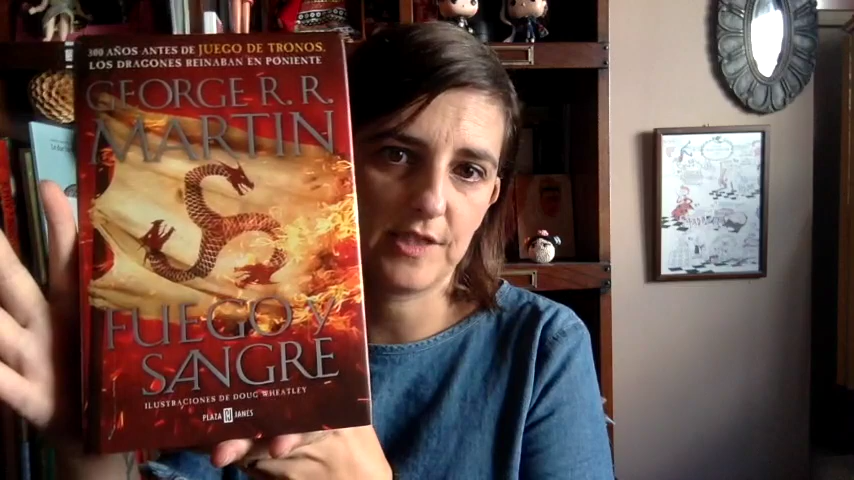 300 AÑOS ANTES DE JUEGO DE TRONOS,
LOS DRAGONES REINABAN EN PONIENTE
GEORGE R. R.
MARTIN
FUEGO Y
SANGRE
ILUSTRACIONES DE DOUG WHEATLEY
PLAZA JANÉS